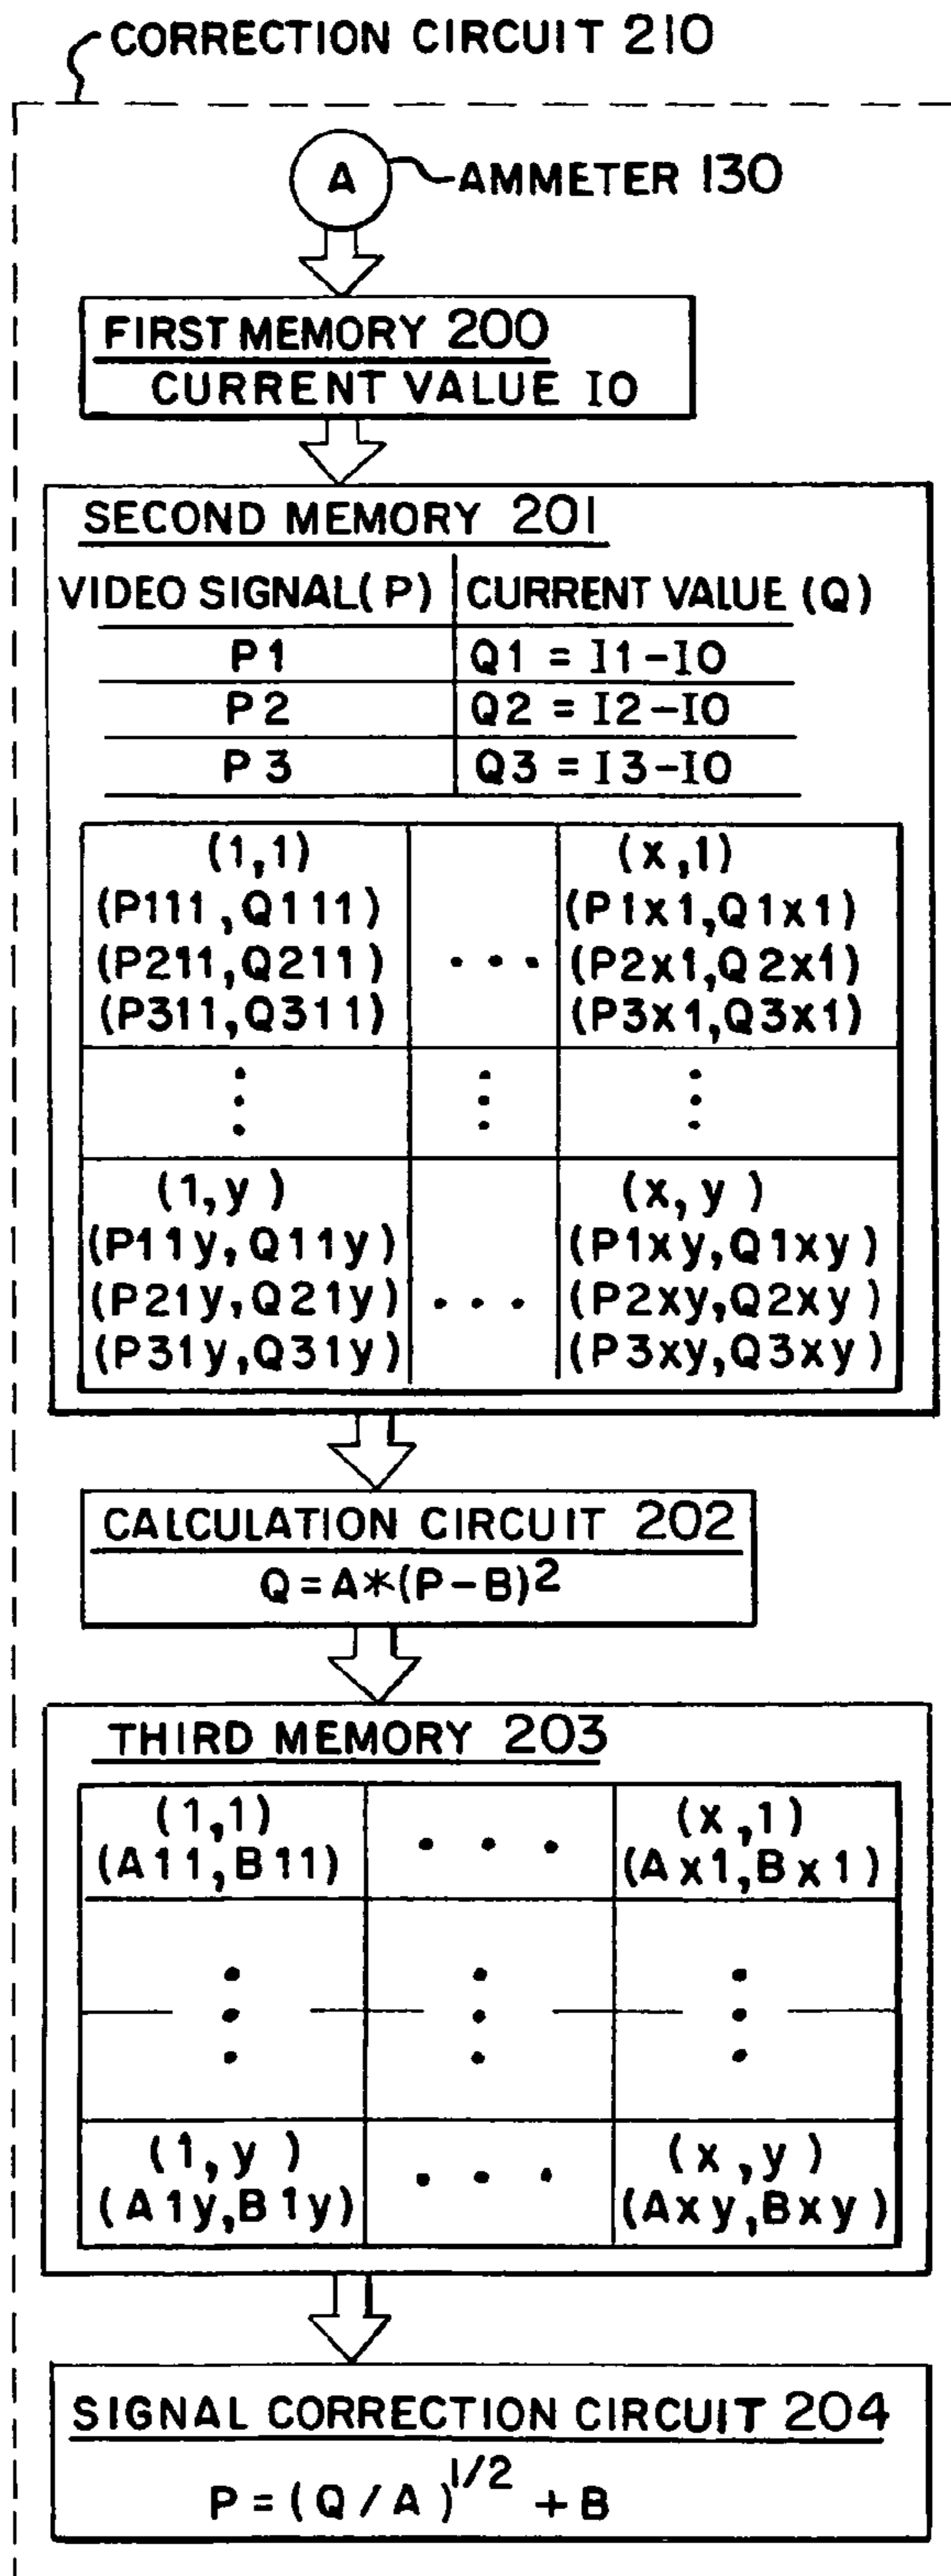 CORRECTION CIRCUIT 210
A
AMMETER 130
FIRST MEMORY 200
CURRENT VALUE I0
SECOND MEMORY 201
VIDEO SIGNAL(P) CURRENT VALUE (Q)
P1 Q1 = I1-I0
P2 Q2 = I2-I0
P3 Q3 = I3-I0
(1,1) (x,1)
(P111,Q111) (P1x1,Q1x1)
(P211,Q211) ... (P2x1,Q2x1)
(P311,Q311) (P3x1,Q3x1)
(1,y) (x,y)
(P11y,Q11y) (P1xy,Q1xy)
(P21y,Q21y) ... (P2xy,Q2xy)
(P31y,Q31y) (P3xy,Q3xy)
CALCULATION CIRCUIT 202
Q=A*(P-B)2
THIRD MEMORY 203
(1,1) ... (x,1)
(A11,B11) (Ax1,Bx1)
(1,y) ... (x,y)
(A1y,B1y) (Axy,Bxy)
SIGNAL CORRECTION CIRCUIT 204
P=(Q/A)1/2+B